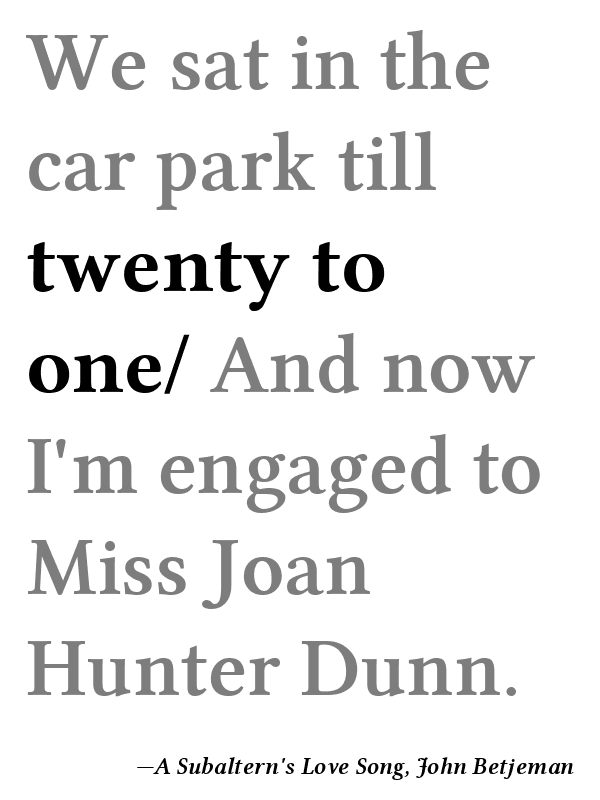 We sat in the
car park till
twenty to
one/ And now
I'm engaged to
Miss Joan
Hunter Dunn.
—A Subaltern's Love Song, John Betjeman